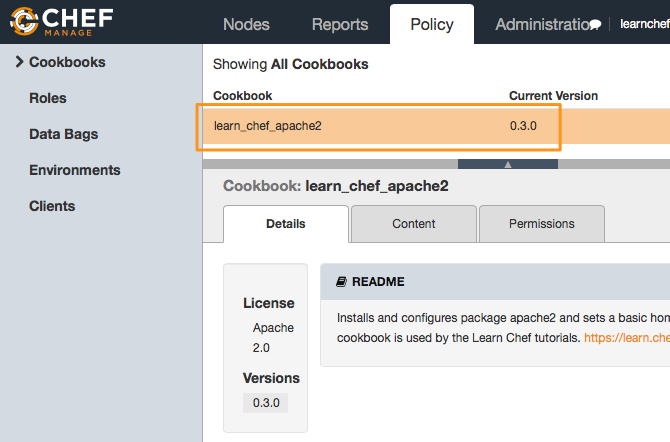 CHEF
MANAGE
Nodes Reports Policy Administration learnchef
Cookbooks
Roles
Data Bags
Environments
Clients
Showing All Cookbooks
Cookbook Current Version
learn_chef_apache2 0.3.0
Cookbook: learn_chef_apache2
Details Content Permissions
License
Apache
2.0
Versions
0.3.0
README
Installs and configures package apache2 and sets a basic hom
cookbook is used by the Learn Chef tutorials. https://learn.che